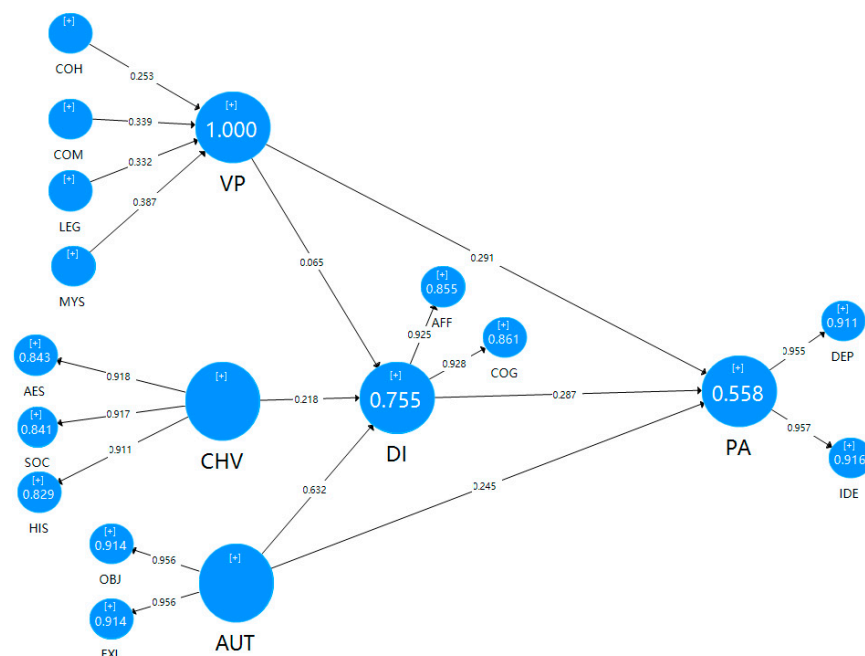 [+]
COH
0.253
[+]
COM
0.339
[+]
LEG
0.332
[+]
MYS
0.387
[+]
1.000
VP
0.065
0.291
[+]
0.855
AFF
0.925
[+]
0.861
COG
0.928
[+]
0.843
AES
0.918
[+]
0.841
SOC
0.917
[+]
0.829
HIS
0.911
[+]
CHV
0.218
[+]
0.755
DI
0.287
[+]
0.558
PA
[+]
0.911
DEP
0.955
[+]
0.916
IDE
0.957
0.632
0.245
[+]
0.914
OBJ
0.956
[+]
0.914
0.956
[+]
AUT